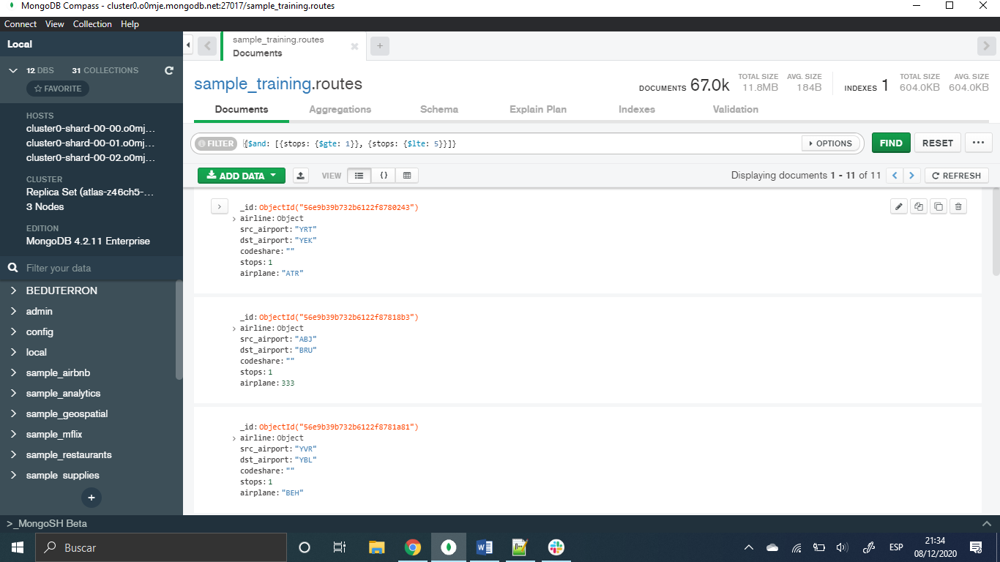 MongoDB Compass - cluster0.o0mje.mongodb.net:27017/sample_training.routes
Connect View Collection Help
Local
12 DBS 31 COLLECTIONS
FAVORITE
HOSTS
cluster0-shard-00-00.o0mj...
cluster0-shard-00-01.o0mj...
cluster0-shard-00-02.o0mj...
CLUSTER
Replica Set (atlas-z46ch5-...
3 Nodes
EDITION
MongoDB 4.2.11 Enterprise
Filter your data
BEDUTERRON
admin
config
local
sample_airbnb
sample_analytics
sample_geospatial
sample_mflix
sample_restaurants
sample_supplies
sample_training.routes
Documents
sample_training.routes
DOCUMENTS 67.0k TOTAL SIZE 11.8MB AVG. SIZE 184B INDEXES 1 TOTAL SIZE 604.0KB AVG. SIZE 604.0KB
Documents Aggregations Schema Explain Plan Indexes Validation
FILTER {$and: [{stops: {$gte: 1}}, {stops: {$lte: 5}}]} OPTIONS FIND RESET
ADD DATA VIEW {} Displaying documents 1 - 11 of 11 REFRESH
_id: ObjectId("56e9b39b732b6122f8780243")
airline: Object
src_airport: "YRT"
dst_airport: "YEK"
codeshare: ""
stops: 1
airplane: "ATR"
_id: ObjectId("56e9b39b732b6122f87818b3")
airline: Object
src_airport: "ABJ"
dst_airport: "BRU"
codeshare: ""
stops: 1
airplane: 333
_id: ObjectId("56e9b39b732b6122f8781a81")
airline: Object
src_airport: "YVR"
dst_airport: "YBL"
codeshare: ""
stops: 1
airplane: "BEH"
>_MongoSH Beta
Buscar
ESP
21:34
08/12/2020